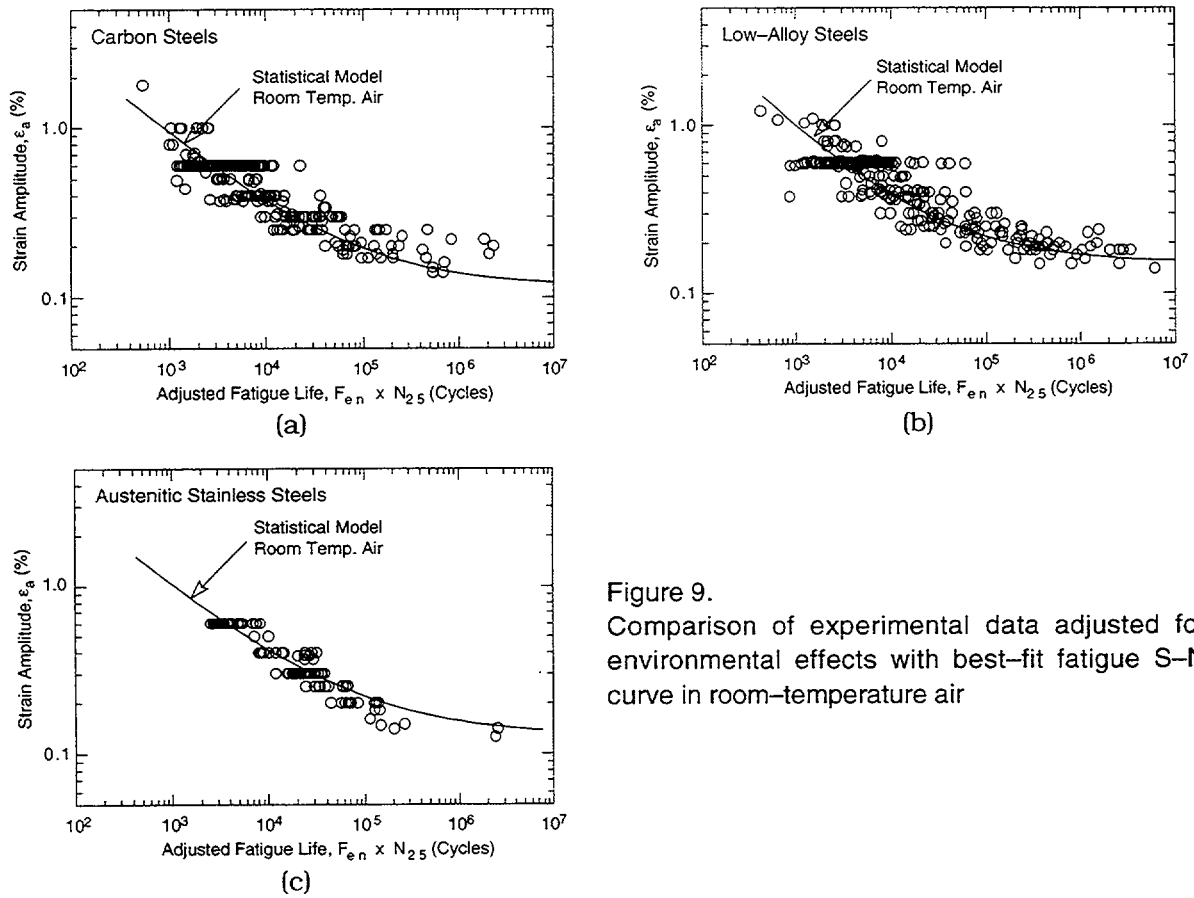 Carbon Steels
Statistical Model
Room Temp. Air
Strain Amplitude, εa (%)
1.0
0.1
10² 10³ 10⁴ 10⁵ 10⁶ 10⁷
Adjusted Fatigue Life, Fen x N25 (Cycles)
(a)
Low–Alloy Steels
Statistical Model
Room Temp. Air
Strain Amplitude, εa (%)
1.0
0.1
10² 10³ 10⁴ 10⁵ 10⁶ 10⁷
Adjusted Fatigue Life, Fen x N25 (Cycles)
(b)
Austenitic Stainless Steels
Statistical Model
Room Temp. Air
Strain Amplitude, εa (%)
1.0
0.1
10² 10³ 10⁴ 10⁵ 10⁶ 10⁷
Adjusted Fatigue Life, Fen x N25 (Cycles)
(c)
Figure 9.
Comparison of experimental data adjusted fo
environmental effects with best–fit fatigue S–N
curve in room–temperature air